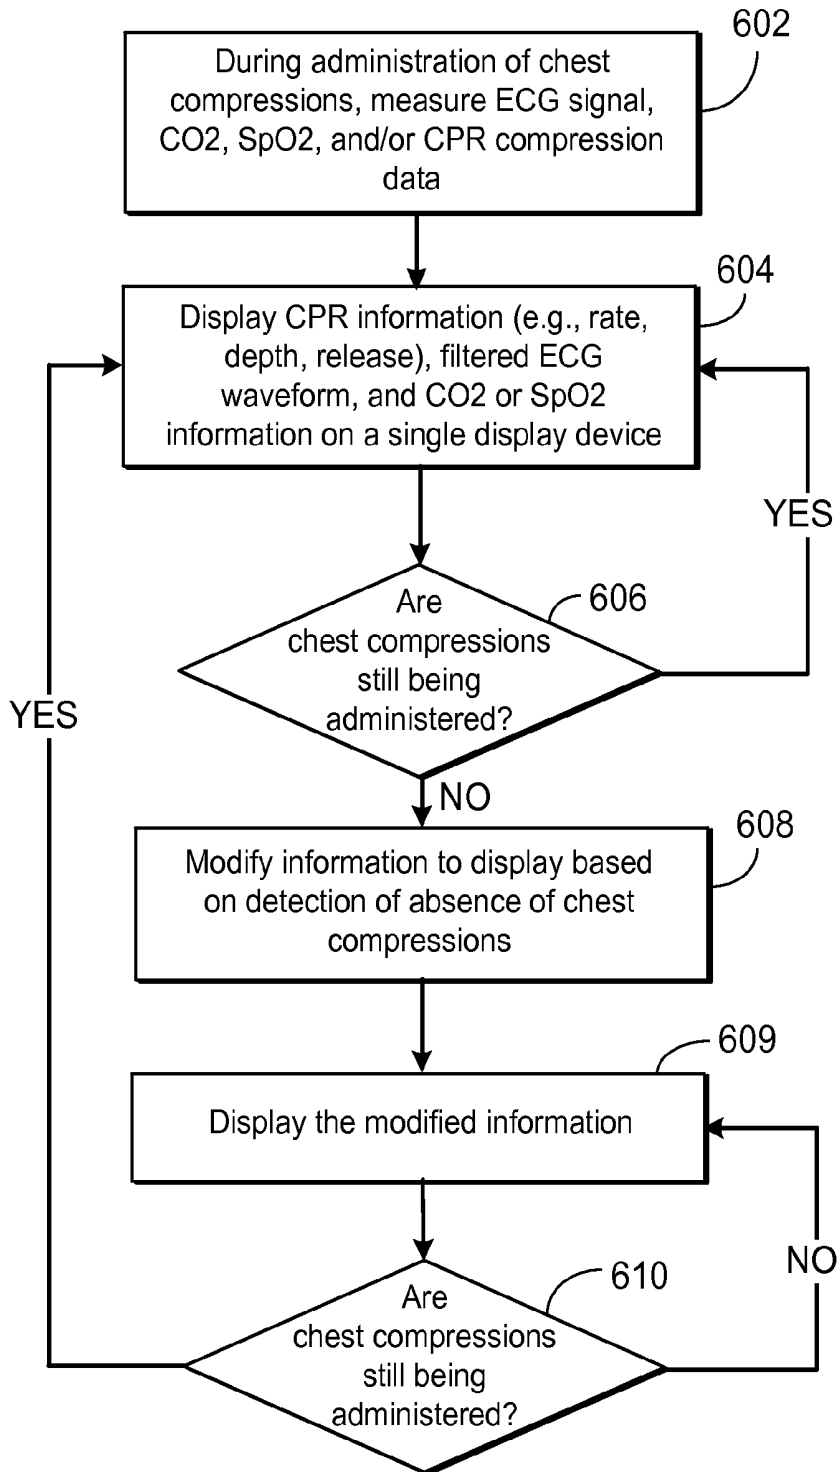 602
During administration of chest
compressions, measure ECG signal,
CO2, SpO2, and/or CPR compression
data
604
Display CPR information (e.g., rate,
depth, release), filtered ECG
waveform, and CO2 or SpO2
information on a single display device
YES
606
Are
chest compressions
still being
administered?
YES
NO
608
Modify information to display based
on detection of absence of chest
compressions
609
Display the modified information
NO
610
Are
chest compressions
still being
administered?